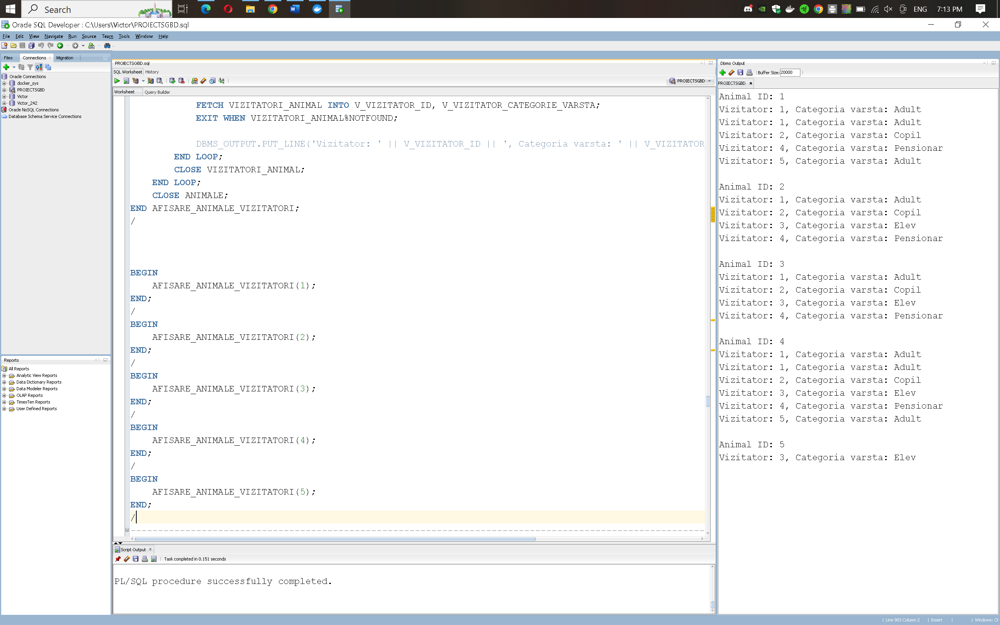 Search
ENG
7:13 PM
Oracle SQL Developer : C:\Users\Victor\PROIECTSGBD.sql
File Edit View Navigate Run Source Team Tools Window Help
Files Connections Migration
Oracle Connections
docker_sys
PROIECTSGBD
Victor
Victor_242
Oracle NoSQL Connections
Database Schema Service Connections
Reports
All Reports
Analytic View Reports
Data Dictionary Reports
Data Modeler Reports
OLAP Reports
TimesTen Reports
User Defined Reports
PROIECTSGBD.sql
SQL Worksheet History
PROIECTSGBD
Worksheet Query Builder
FETCH VIZITATORI_ANIMAL INTO V_VIZITATOR_ID, V_VIZITATOR_CATEGORIE_VARSTA;
EXIT WHEN VIZITATORI_ANIMAL%NOTFOUND;
DBMS_OUTPUT.PUT_LINE('Vizitator: ' || V_VIZITATOR_ID || ', Categoria varsta: ' || V_VIZITATOR
END LOOP;
CLOSE VIZITATORI_ANIMAL;
END LOOP;
CLOSE ANIMALE;
END AFISARE_ANIMALE_VIZITATORI;
/
BEGIN
AFISARE_ANIMALE_VIZITATORI(1);
END;
/
BEGIN
AFISARE_ANIMALE_VIZITATORI(2);
END;
/
BEGIN
AFISARE_ANIMALE_VIZITATORI(3);
END;
/
BEGIN
AFISARE_ANIMALE_VIZITATORI(4);
END;
/
BEGIN
AFISARE_ANIMALE_VIZITATORI(5);
END;
/
Script Output
Task completed in 0.151 seconds
PL/SQL procedure successfully completed.
Dbms Output
Buffer Size: 20000
PROIECTSGBD
Animal ID: 1
Vizitator: 1, Categoria varsta: Adult
Vizitator: 1, Categoria varsta: Adult
Vizitator: 2, Categoria varsta: Copil
Vizitator: 4, Categoria varsta: Pensionar
Vizitator: 5, Categoria varsta: Adult
Animal ID: 2
Vizitator: 1, Categoria varsta: Adult
Vizitator: 2, Categoria varsta: Copil
Vizitator: 3, Categoria varsta: Elev
Vizitator: 4, Categoria varsta: Pensionar
Animal ID: 3
Vizitator: 1, Categoria varsta: Adult
Vizitator: 2, Categoria varsta: Copil
Vizitator: 3, Categoria varsta: Elev
Vizitator: 4, Categoria varsta: Pensionar
Animal ID: 4
Vizitator: 1, Categoria varsta: Adult
Vizitator: 1, Categoria varsta: Adult
Vizitator: 2, Categoria varsta: Copil
Vizitator: 3, Categoria varsta: Elev
Vizitator: 4, Categoria varsta: Pensionar
Vizitator: 5, Categoria varsta: Adult
Animal ID: 5
Vizitator: 3, Categoria varsta: Elev
Line 903 Column 2 Insert Windows: